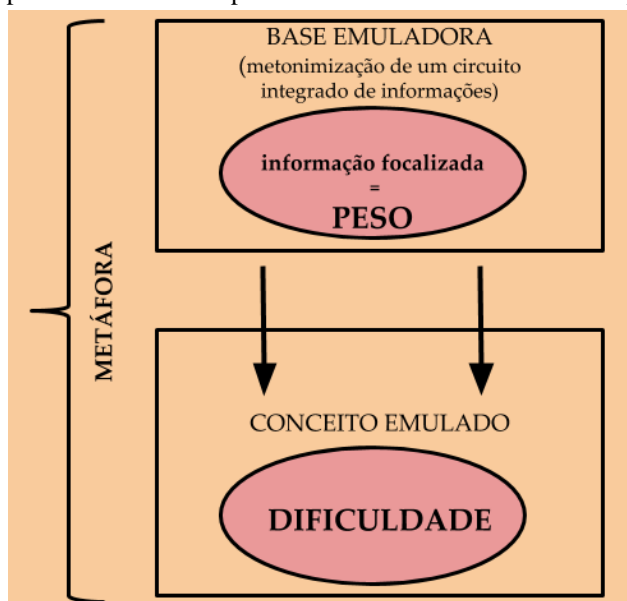 BASE EMULADORA
(metonimização de um circuito
integrado de informações)
informação focalizada
=
PESO
METÁFORA
CONCEITO EMULADO
DIFICULDADE